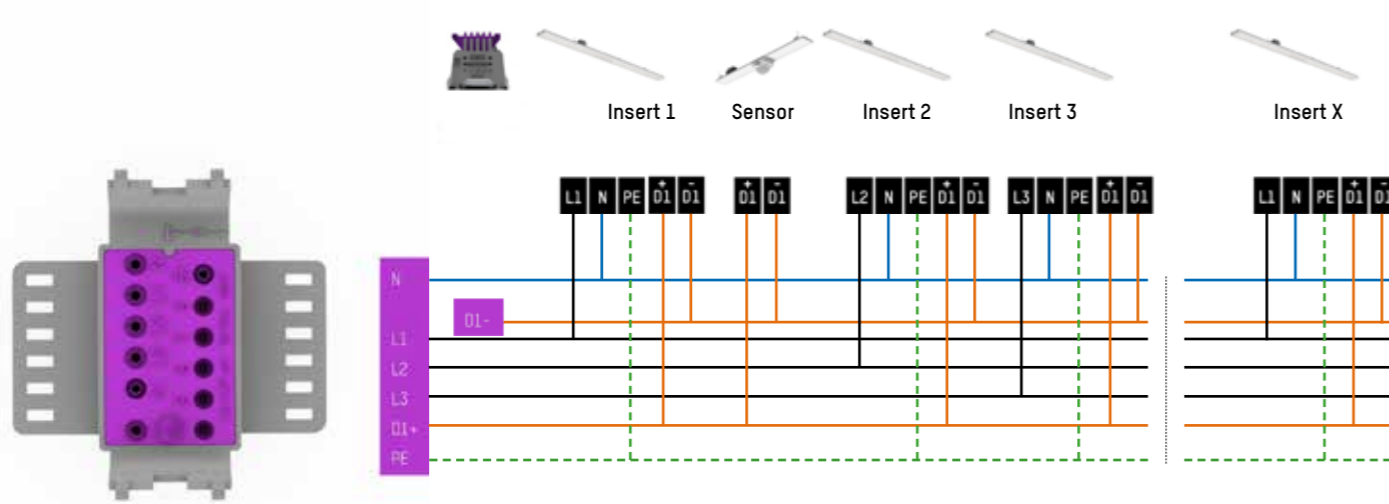 Insert 1 Sensor Insert 2 Insert 3 Insert X
L1 N PE +D1 -D1 +D1 -D1 L2 N PE +D1 -D1 L3 N PE +D1 -D1 L1 N PE +D1 -D1
N
D1-
L1
L2
L3
D1+
PE